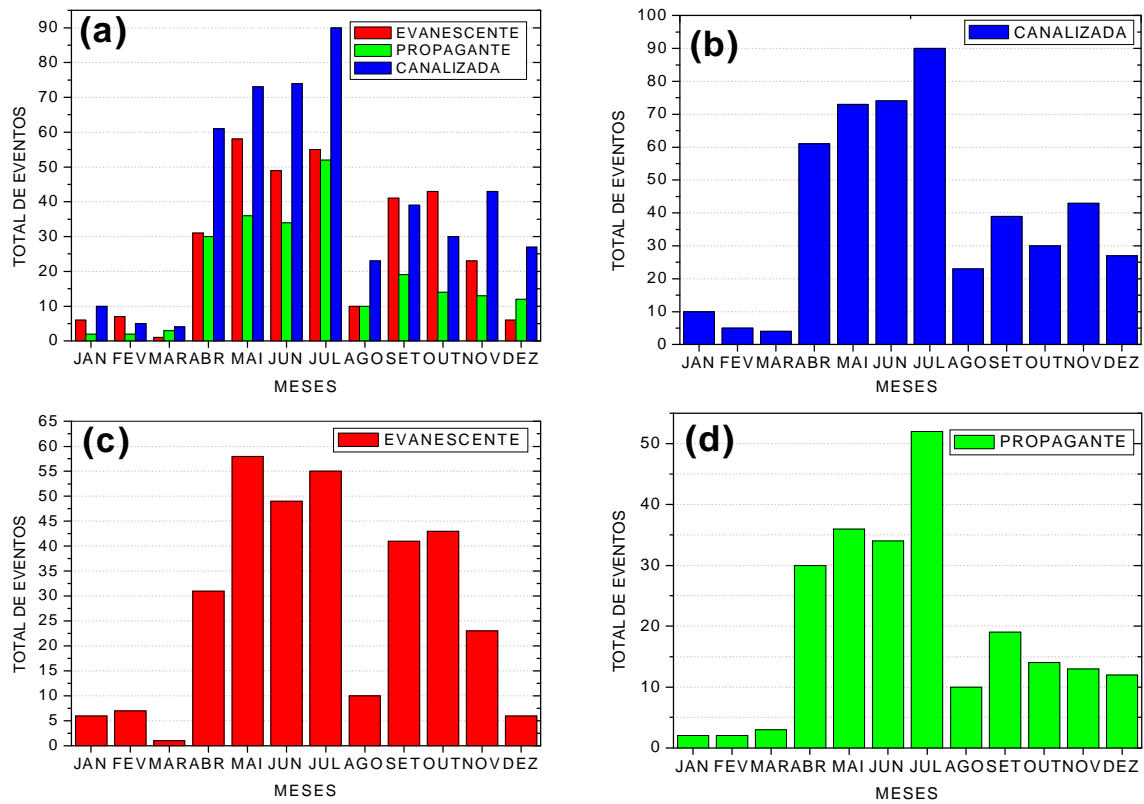 (a)
EVANESCENTE
PROPAGANTE
CANALIZADA
TOTAL DE EVENTOS
90
80
70
60
50
40
30
20
10
0
JAN FEV MAR ABR MAI JUN JUL AGO SET OUT NOV DEZ
MESES
(b)
CANALIZADA
TOTAL DE EVENTOS
100
90
80
70
60
50
40
30
20
10
0
JAN FEV MAR ABR MAI JUN JUL AGO SET OUT NOV DEZ
MESES
(c)
EVANESCENTE
TOTAL DE EVENTOS
65
60
55
50
45
40
35
30
25
20
15
10
5
0
JAN FEV MAR ABR MAI JUN JUL AGO SET OUT NOV DEZ
MESES
(d)
PROPAGANTE
TOTAL DE EVENTOS
50
40
30
20
10
0
JAN FEV MAR ABR MAI JUN JUL AGO SET OUT NOV DEZ
MESES